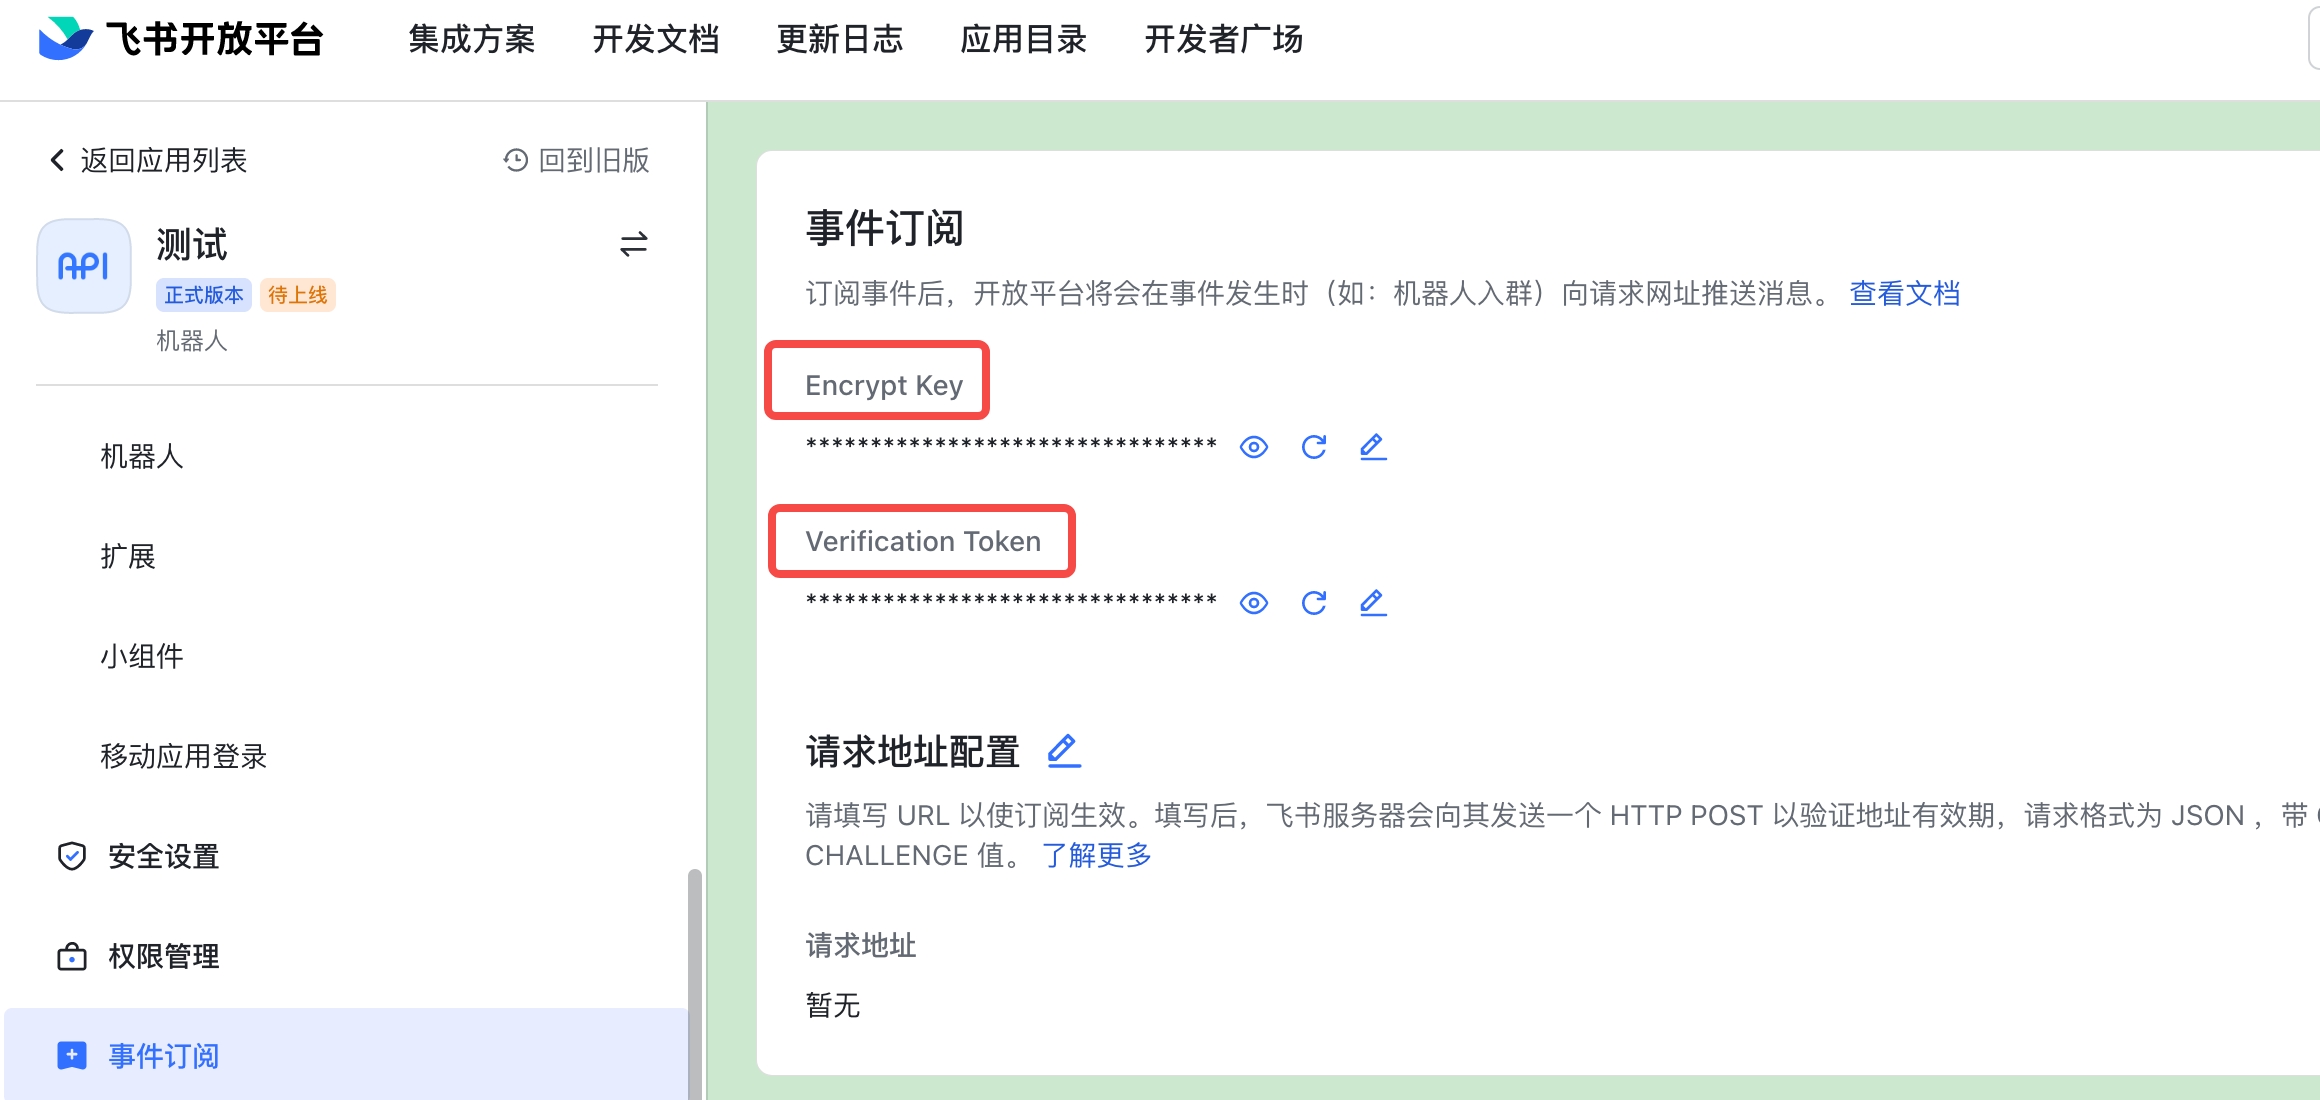 飞书开放平台 集成方案 开发文档 更新日志 应用目录 开发者广场
返回应用列表 回到旧版
API 测试
正式版本 待上线
机器人
机器人
扩展
小组件
移动应用登录
安全设置
权限管理
事件订阅
事件订阅
订阅事件后，开放平台将会在事件发生时（如：机器人入群）向请求网址推送消息。 查看文档
Encrypt Key
********************************
Verification Token
********************************
请求地址配置
请填写 URL 以使订阅生效。填写后，飞书服务器会向其发送一个 HTTP POST 以验证地址有效期，请求格式为 JSON ，带
CHALLENGE 值。 了解更多
请求地址
暂无